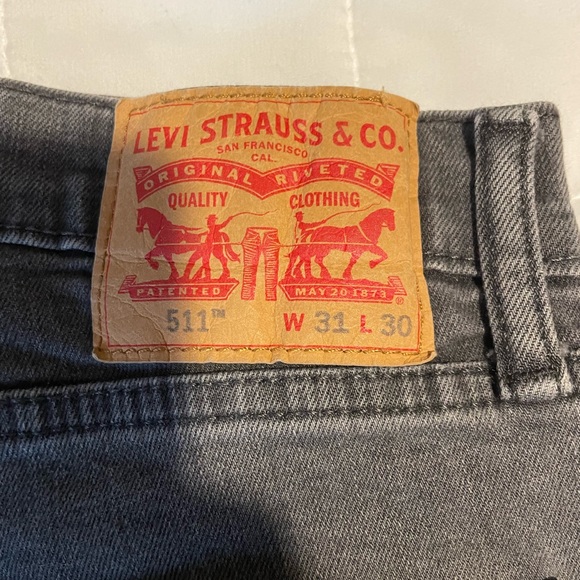 LEVI STRAUSS & CO.
SAN FRANCISCO
CAL.
ORIGINAL RIVETED
QUALITY CLOTHING
PATENTED MAY 20 1873 ®
511™ W 31 L 30